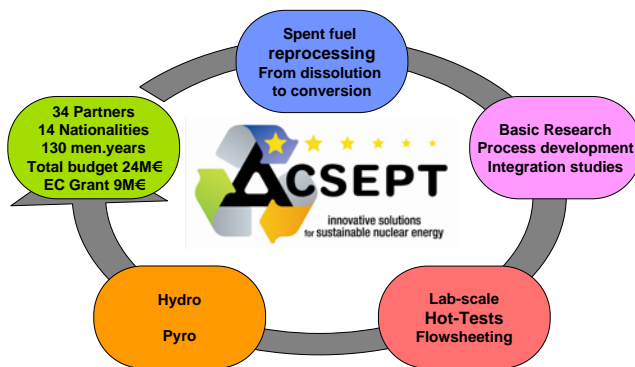 Spent fuel
reprocessing
From dissolution
to conversion
34 Partners
14 Nationalities
130 men.years
Total budget 24M€
EC Grant 9M€
Basic Research
Process development
Integration studies
ACSEPT
innovative solutions
for sustainable nuclear energy
Hydro
Pyro
Lab-scale
Hot-Tests
Flowsheeting